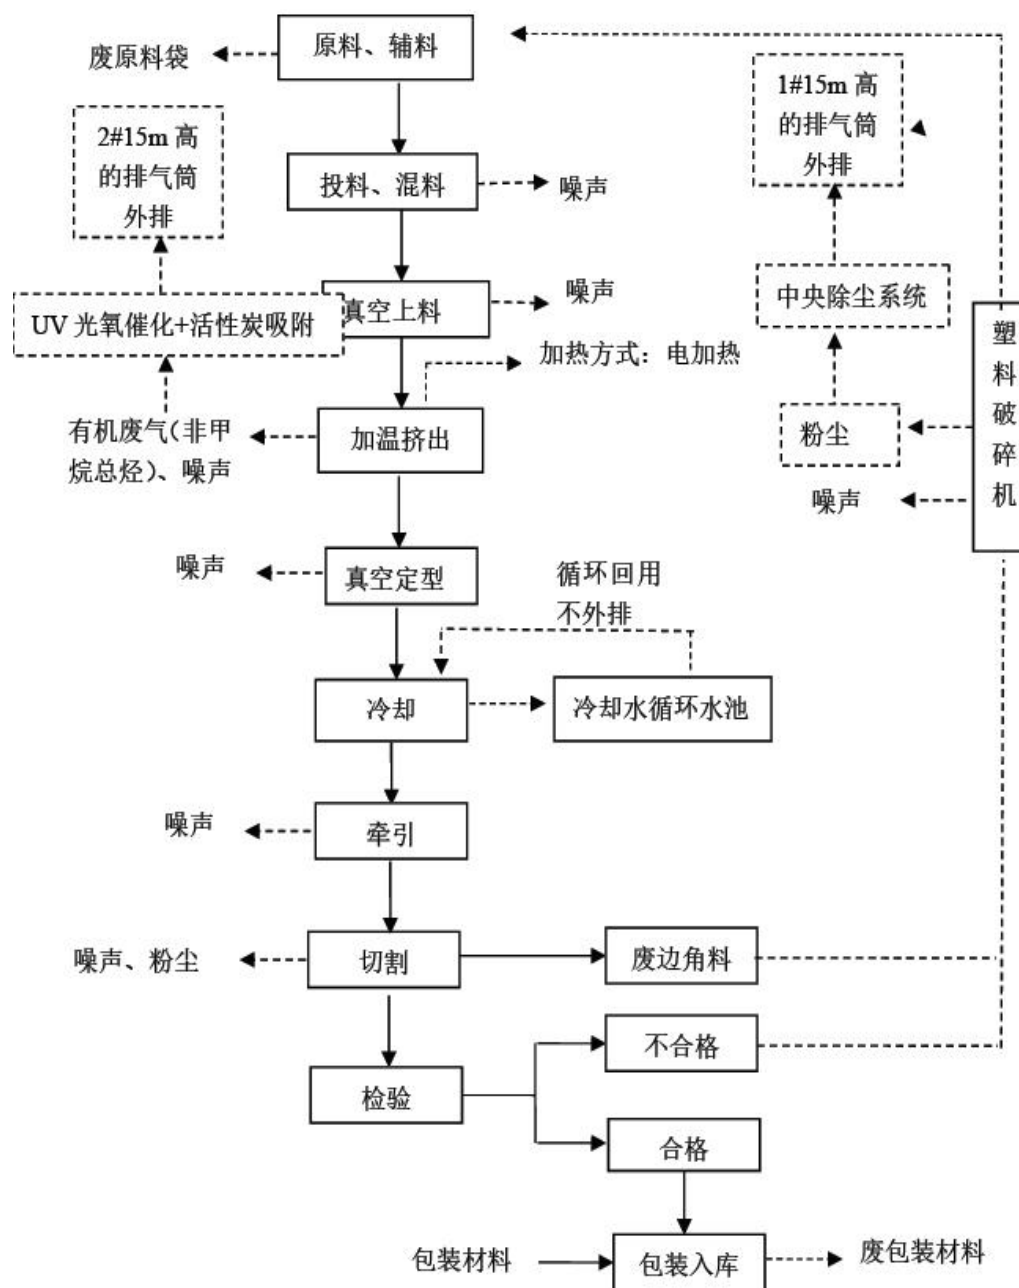 废原料袋
原料、辅料
1#15m 高
的排气筒
外排
2#15m 高
的排气筒
外排
投料、混料
噪声
真空上料
噪声
中央除尘系统
UV 光氧催化+活性炭吸附
加热方式：电加热
塑
料
破
碎
机
有机废气（非甲
烷总烃）、噪声
加温挤出
粉尘
噪声
噪声
真空定型
循环回用
不外排
冷却
冷却水循环水池
噪声
牵引
噪声、粉尘
切割
废边角料
不合格
检验
合格
包装材料
包装入库
废包装材料